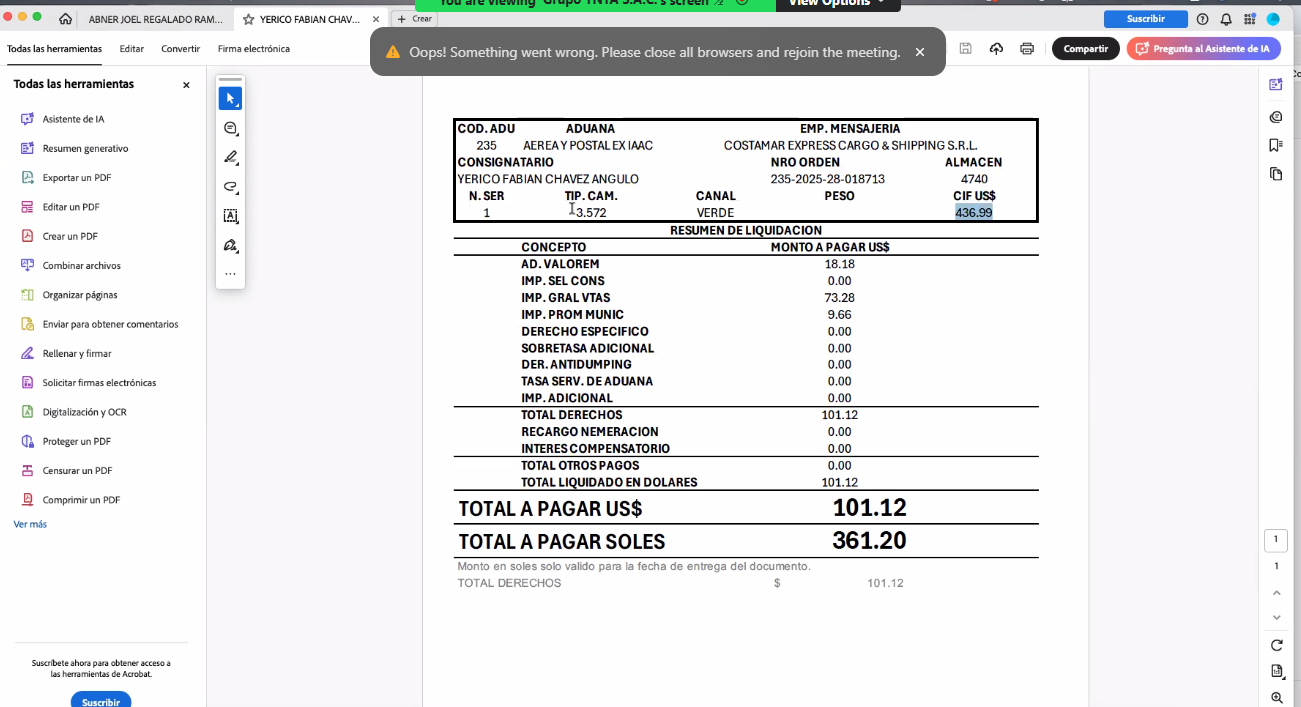 You are viewing Grupo TNTA S.A.C.'s screen
View Options
ABNER JOEL REGALADO RAM...
YERICO FABIAN CHAV...
+ Crear
Suscribir
Todas las herramientas
Editar
Convertir
Firma electrónica
Oops! Something went wrong. Please close all browsers and rejoin the meeting.
Compartir
Pregunta al Asistente de IA
Todas las herramientas
Asistente de IA
Resumen generativo
Exportar un PDF
Editar un PDF
Crear un PDF
Combinar archivos
Organizar páginas
Enviar para obtener comentarios
Rellenar y firmar
Solicitar firmas electrónicas
Digitalización y OCR
Proteger un PDF
Censurar un PDF
Comprimir un PDF
Ver más
Suscríbete ahora para obtener acceso a
las herramientas de Acrobat.
Suscribir
COD. ADU ADUANA EMP. MENSAJERIA
235 AEREA Y POSTAL EX IAAC COSTAMAR EXPRESS CARGO & SHIPPING S.R.L.
CONSIGNATARIO NRO ORDEN ALMACEN
YERICO FABIAN CHAVEZ ANGULO 235-2025-28-018713 4740
N. SER TIP. CAM. CANAL PESO CIF US$
1 3.572 VERDE 436.99
RESUMEN DE LIQUIDACION
CONCEPTO MONTO A PAGAR US$
AD. VALOREM 18.18
IMP. SEL CONS 0.00
IMP. GRAL VTAS 73.28
IMP. PROM MUNIC 9.66
DERECHO ESPECIFICO 0.00
SOBRETASA ADICIONAL 0.00
DER. ANTIDUMPING 0.00
TASA SERV. DE ADUANA 0.00
IMP. ADICIONAL 0.00
TOTAL DERECHOS 101.12
RECARGO NEMERACION 0.00
INTERES COMPENSATORIO 0.00
TOTAL OTROS PAGOS 0.00
TOTAL LIQUIDADO EN DOLARES 101.12
TOTAL A PAGAR US$ 101.12
TOTAL A PAGAR SOLES 361.20
Monto en soles solo valido para la fecha de entrega del documento.
TOTAL DERECHOS $ 101.12
1
1